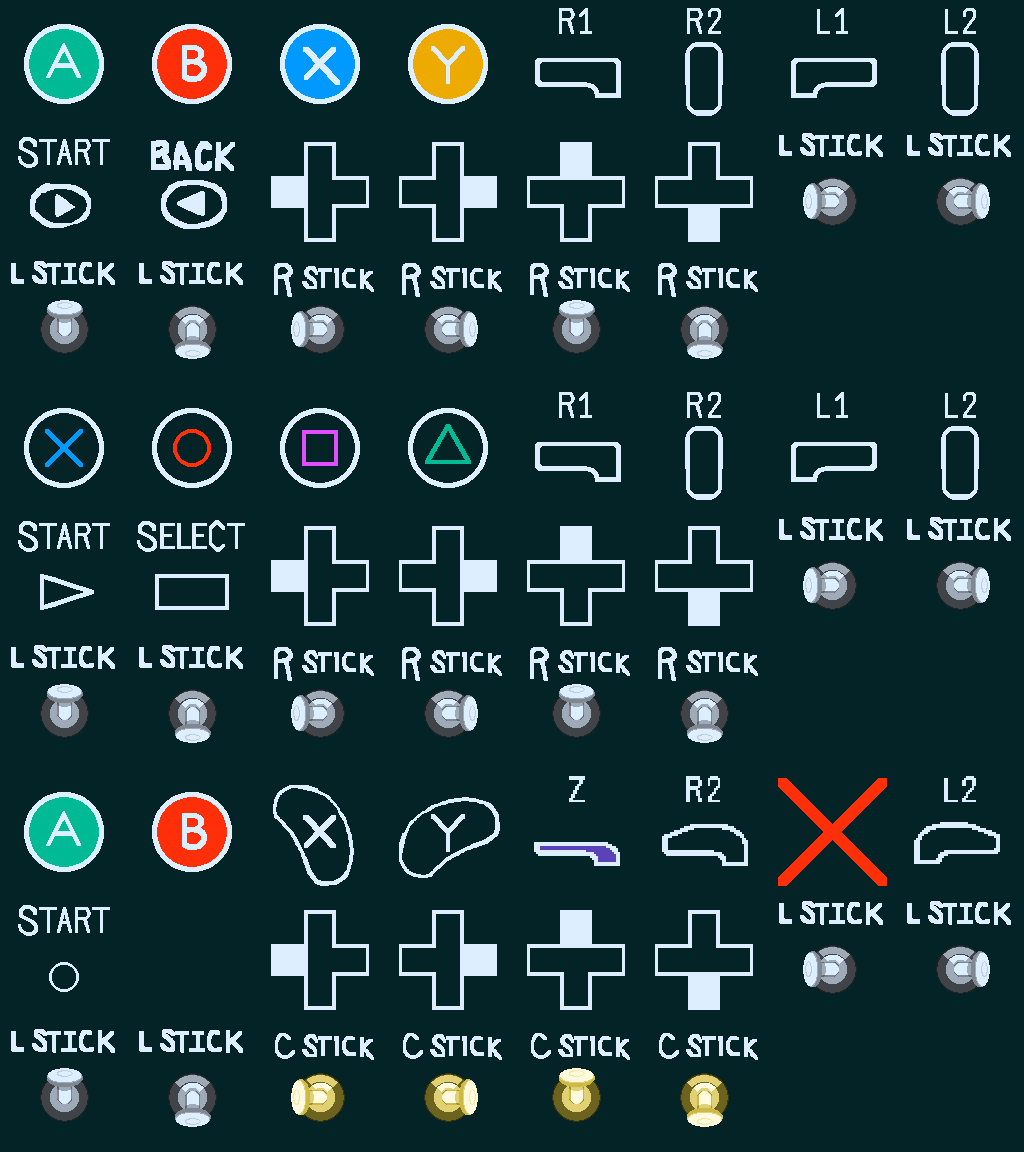 A B X Y R1 R2 L1 L2
START BACK L STICK L STICK
L STICK L STICK R STICK R STICK R STICK R STICK
R1 R2 L1 L2
START SELECT L STICK L STICK
L STICK L STICK R STICK R STICK R STICK R STICK
A B X Y Z R2 L2
START L STICK L STICK
L STICK L STICK C STICK C STICK C STICK C STICK